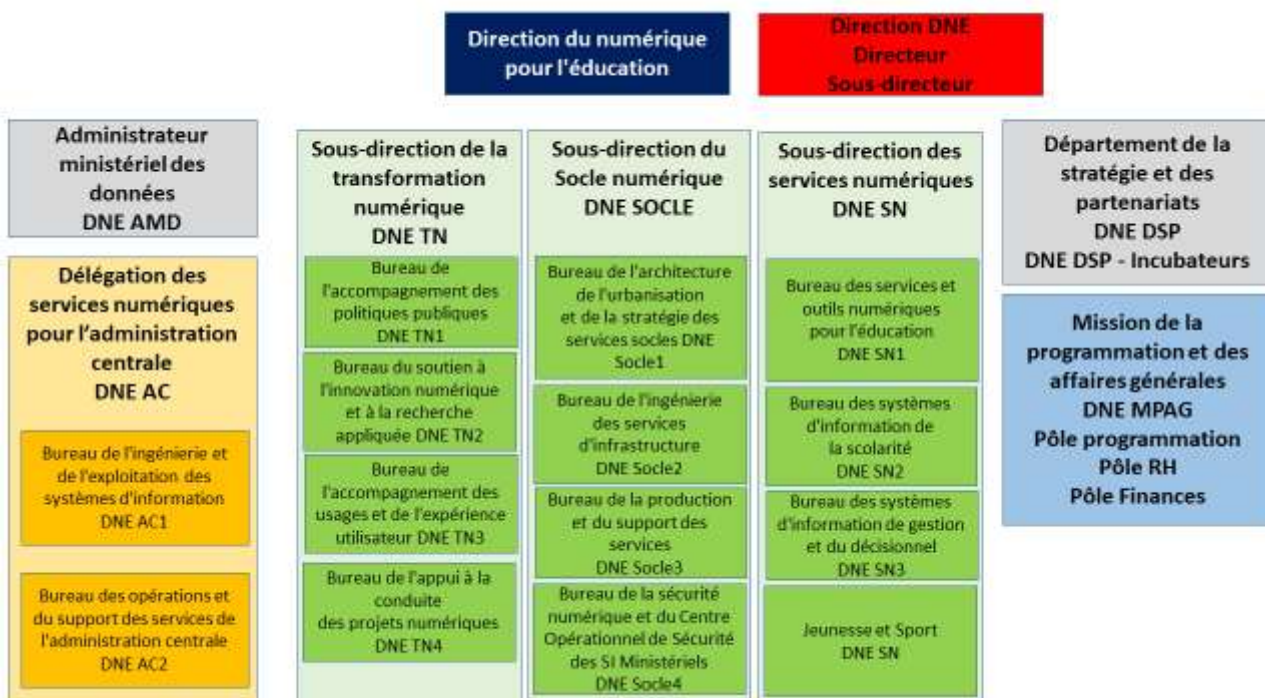 Direction du numérique
pour l'éducation
Direction DNE
Directeur
Sous-directeur
Administrateur
ministériel des
données
DNE AMD
Délégation des
services numériques
pour l’administration
centrale
DNE AC
Bureau de l'ingénierie et
de l'exploitation des
systèmes d'information
DNE AC1
Bureau des opérations et
du support des services de
l'administration centrale
DNE AC2
Sous-direction de la
transformation
numérique
DNE TN
Bureau de
l'accompagnement des
politiques publiques
DNE TN1
Bureau du soutien à
l'innovation numérique
et à la recherche
appliquée DNE TN2
Bureau de
l'accompagnement des
usages et de l'expérience
utilisateur DNE TN3
Bureau de l'appui à la
conduite
des projets numériques
DNE TN4
Sous-direction du
Socle numérique
DNE SOCLE
Bureau de l'architecture
de l'urbanisation
et de la stratégie des
services socles DNE
Socle1
Bureau de l'ingénierie
des services
d'infrastructure
DNE Socle2
Bureau de la production
et du support des
services
DNE Socle3
Bureau de la sécurité
numérique et du Centre
Opérationnel de Sécurité
des SI Ministériels
DNE Socle4
Sous-direction des
services numériques
DNE SN
Bureau des services et
outils numériques
pour l'éducation
DNE SN1
Bureau des systèmes
d'information de
la scolarité
DNE SN2
Bureau des systèmes
d'information de gestion
et du décisionnel
DNE SN3
Jeunesse et Sport
DNE SN
Département de la
stratégie et des
partenariats
DNE DSP
DNE DSP - Incubateurs
Mission de la
programmation et des
affaires générales
DNE MPAG
Pôle programmation
Pôle RH
Pôle Finances